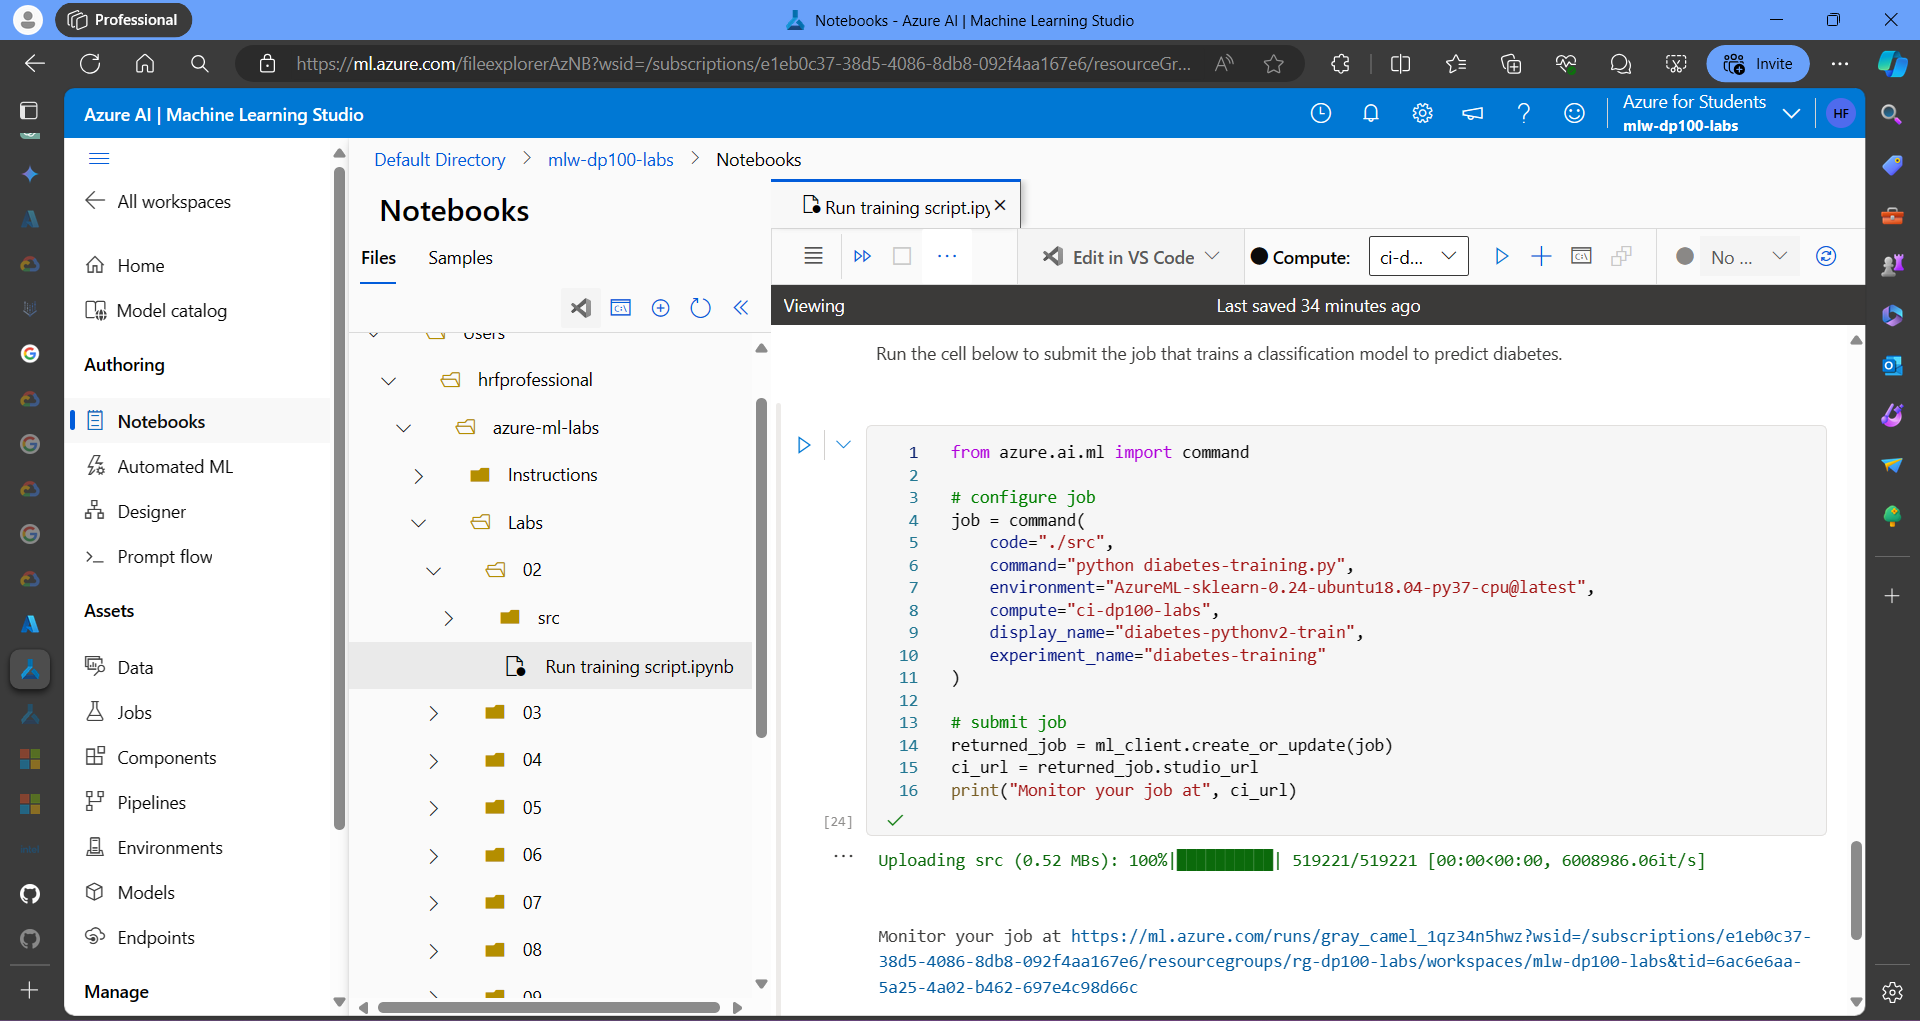 Professional
Notebooks - Azure AI | Machine Learning Studio
https://ml.azure.com/fileexplorerAzNB?wsid=/subscriptions/e1eb0c37-38d5-4086-8db8-092f4aa167e6/resourceGr...
Invite
Azure AI | Machine Learning Studio
Azure for Students
mlw-dp100-labs
HF
All workspaces
Home
Model catalog
Authoring
Notebooks
Automated ML
Designer
Prompt flow
Assets
Data
Jobs
Components
Pipelines
Environments
Models
Endpoints
Manage
Default Directory > mlw-dp100-labs > Notebooks
Notebooks
Files
Samples
Users
hrfprofessional
azure-ml-labs
Instructions
Labs
02
src
Run training script.ipynb
03
04
05
06
07
08
09
Run training script.ipy
Edit in VS Code
Compute:
ci-d...
No ...
Viewing
Last saved 34 minutes ago
Run the cell below to submit the job that trains a classification model to predict diabetes.
1 from azure.ai.ml import command
2
3 # configure job
4 job = command(
5 code="./src",
6 command="python diabetes-training.py",
7 environment="AzureML-sklearn-0.24-ubuntu18.04-py37-cpu@latest",
8 compute="ci-dp100-labs",
9 display_name="diabetes-pythonv2-train",
10 experiment_name="diabetes-training"
11 )
12
13 # submit job
14 returned_job = ml_client.create_or_update(job)
15 ci_url = returned_job.studio_url
16 print("Monitor your job at", ci_url)
[24]
Uploading src (0.52 MBs): 100%|██████████| 519221/519221 [00:00<00:00, 6008986.06it/s]
Monitor your job at https://ml.azure.com/runs/gray_camel_1qz34n5hwz?wsid=/subscriptions/e1eb0c37-
38d5-4086-8db8-092f4aa167e6/resourcegroups/rg-dp100-labs/workspaces/mlw-dp100-labs&tid=6ac6e6aa-
5a25-4a02-b462-697e4c98d66c